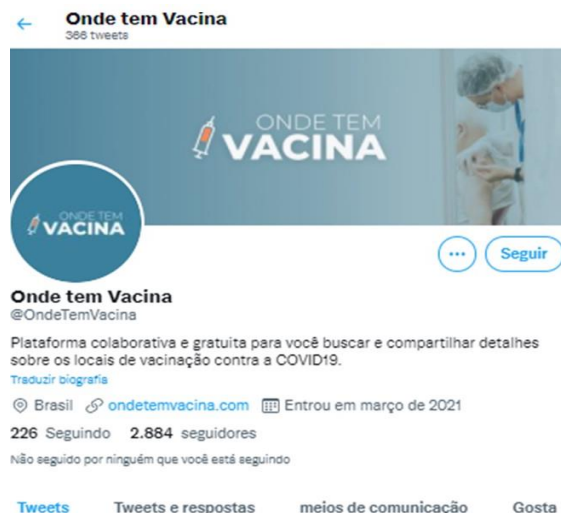 Onde tem Vacina
366 tweets
ONDE TEM
VACINA
ONDE TEM
VACINA
Seguir
Onde tem Vacina
@OndeTemVacina
Plataforma colaborativa e gratuita para você buscar e compartilhar detalhes
sobre os locais de vacinação contra a COVID19.
Traduzir biografia
Brasil ondetemvacina.com Entrou em março de 2021
226 Seguindo 2.884 seguidores
Não seguido por ninguém que você está seguindo
Tweets Tweets e respostas meios de comunicação Gosta